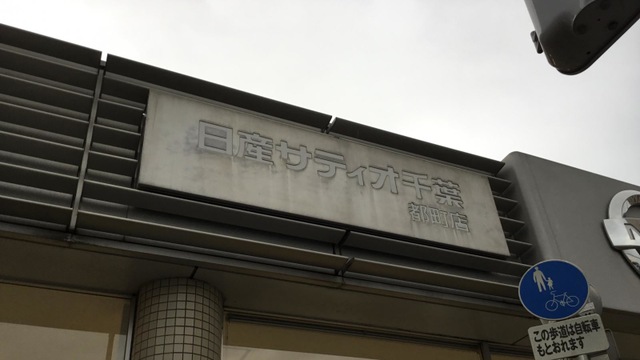 日産サティオ千葉
都町店
この歩道は自転車
もとおれます